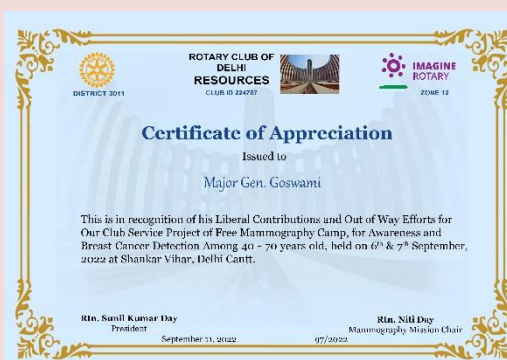 ROTARY CLUB OF
DELHI
RESOURCES
CLUB ID 224787
DISTRICT 3011
IMAGINE
ROTARY
ZONE 12
Certificate of Appreciation
Issued to
Major Gen. Goswami
This is in recognition of his Liberal Contributions and Out of Way Efforts for
Our Club Service Project of Free Mammography Camp, for Awareness and
Breast Cancer Detection Among 40 - 70 years old, held on 6th & 7th September,
2022 at Shankar Vihar, Delhi Cantt.
Rtn. Sunil Kumar Day
President
Rtn. Niti Day
Mammography Mission Chair
September 11, 2022
97/2022